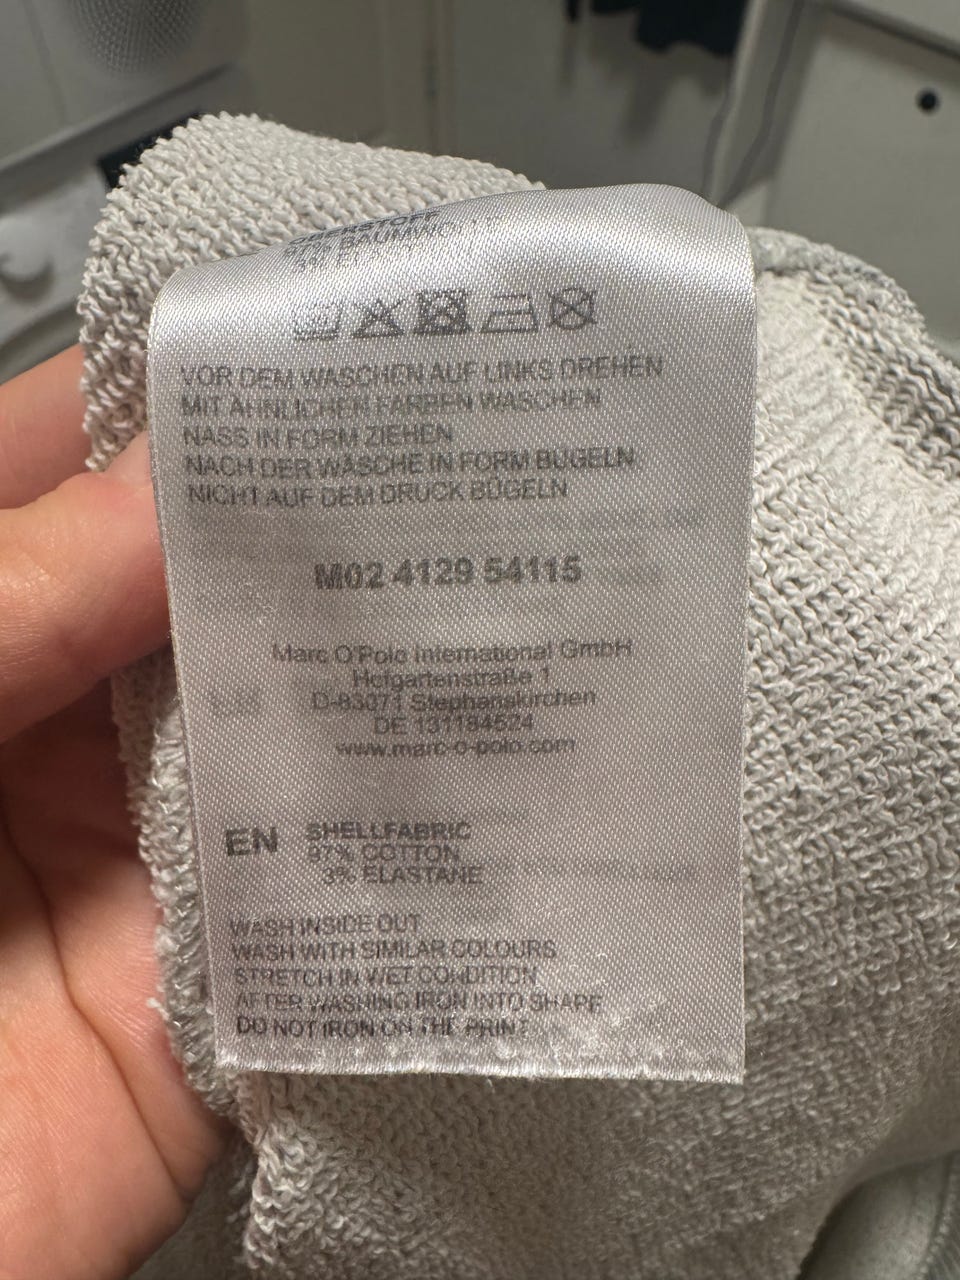 VOR DEM WASCHEN AUF LINKS DREHEN
MIT ÄHNLICHEN FARBEN WASCHEN
NASS IN FORM ZIEHEN
NACH DER WÄSCHE IN FORM BÜGELN
NICHT AUF DEM DRUCK BÜGELN
M02 4129 54115
Marc O'Polo International GmbH
Hofgartenstraße 1
D-83071 Stephanskirchen
DE 131184524
www.marc-o-polo.com
EN SHELLFABRIC
97% COTTON
3% ELASTANE
WASH INSIDE OUT
WASH WITH SIMILAR COLOURS
STRETCH IN WET CONDITION
AFTER WASHING IRON INTO SHAPE
DO NOT IRON ON THE PRINT